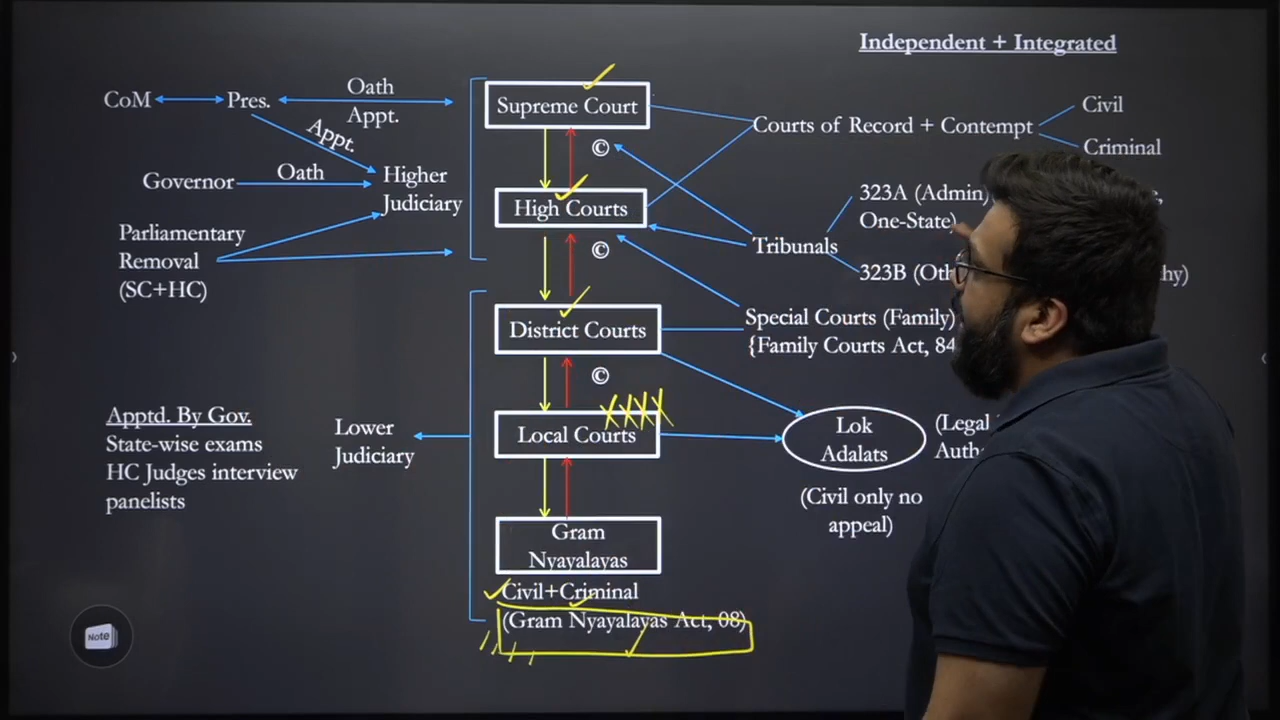 Independent + Integrated
CoM
Pres.
Oath
Appt.
Appt.
Governor
Oath
Higher
Judiciary
Parliamentary
Removal
(SC+HC)
Supreme Court
©
High Courts
©
District Courts
©
Local Courts
Gram
Nyayalayas
Civil+Criminal
(Gram Nyayalayas Act, 08)
Courts of Record + Contempt
Civil
Criminal
Tribunals
323A (Admin)
One-State)
323B
Special Courts (Family)
{Family Courts Act, 84
Lok
Adalats
(Legal
(Civil only no
appeal)
Lower
Judiciary
Apptd. By Gov.
State-wise exams
HC Judges interview
panelists
Note